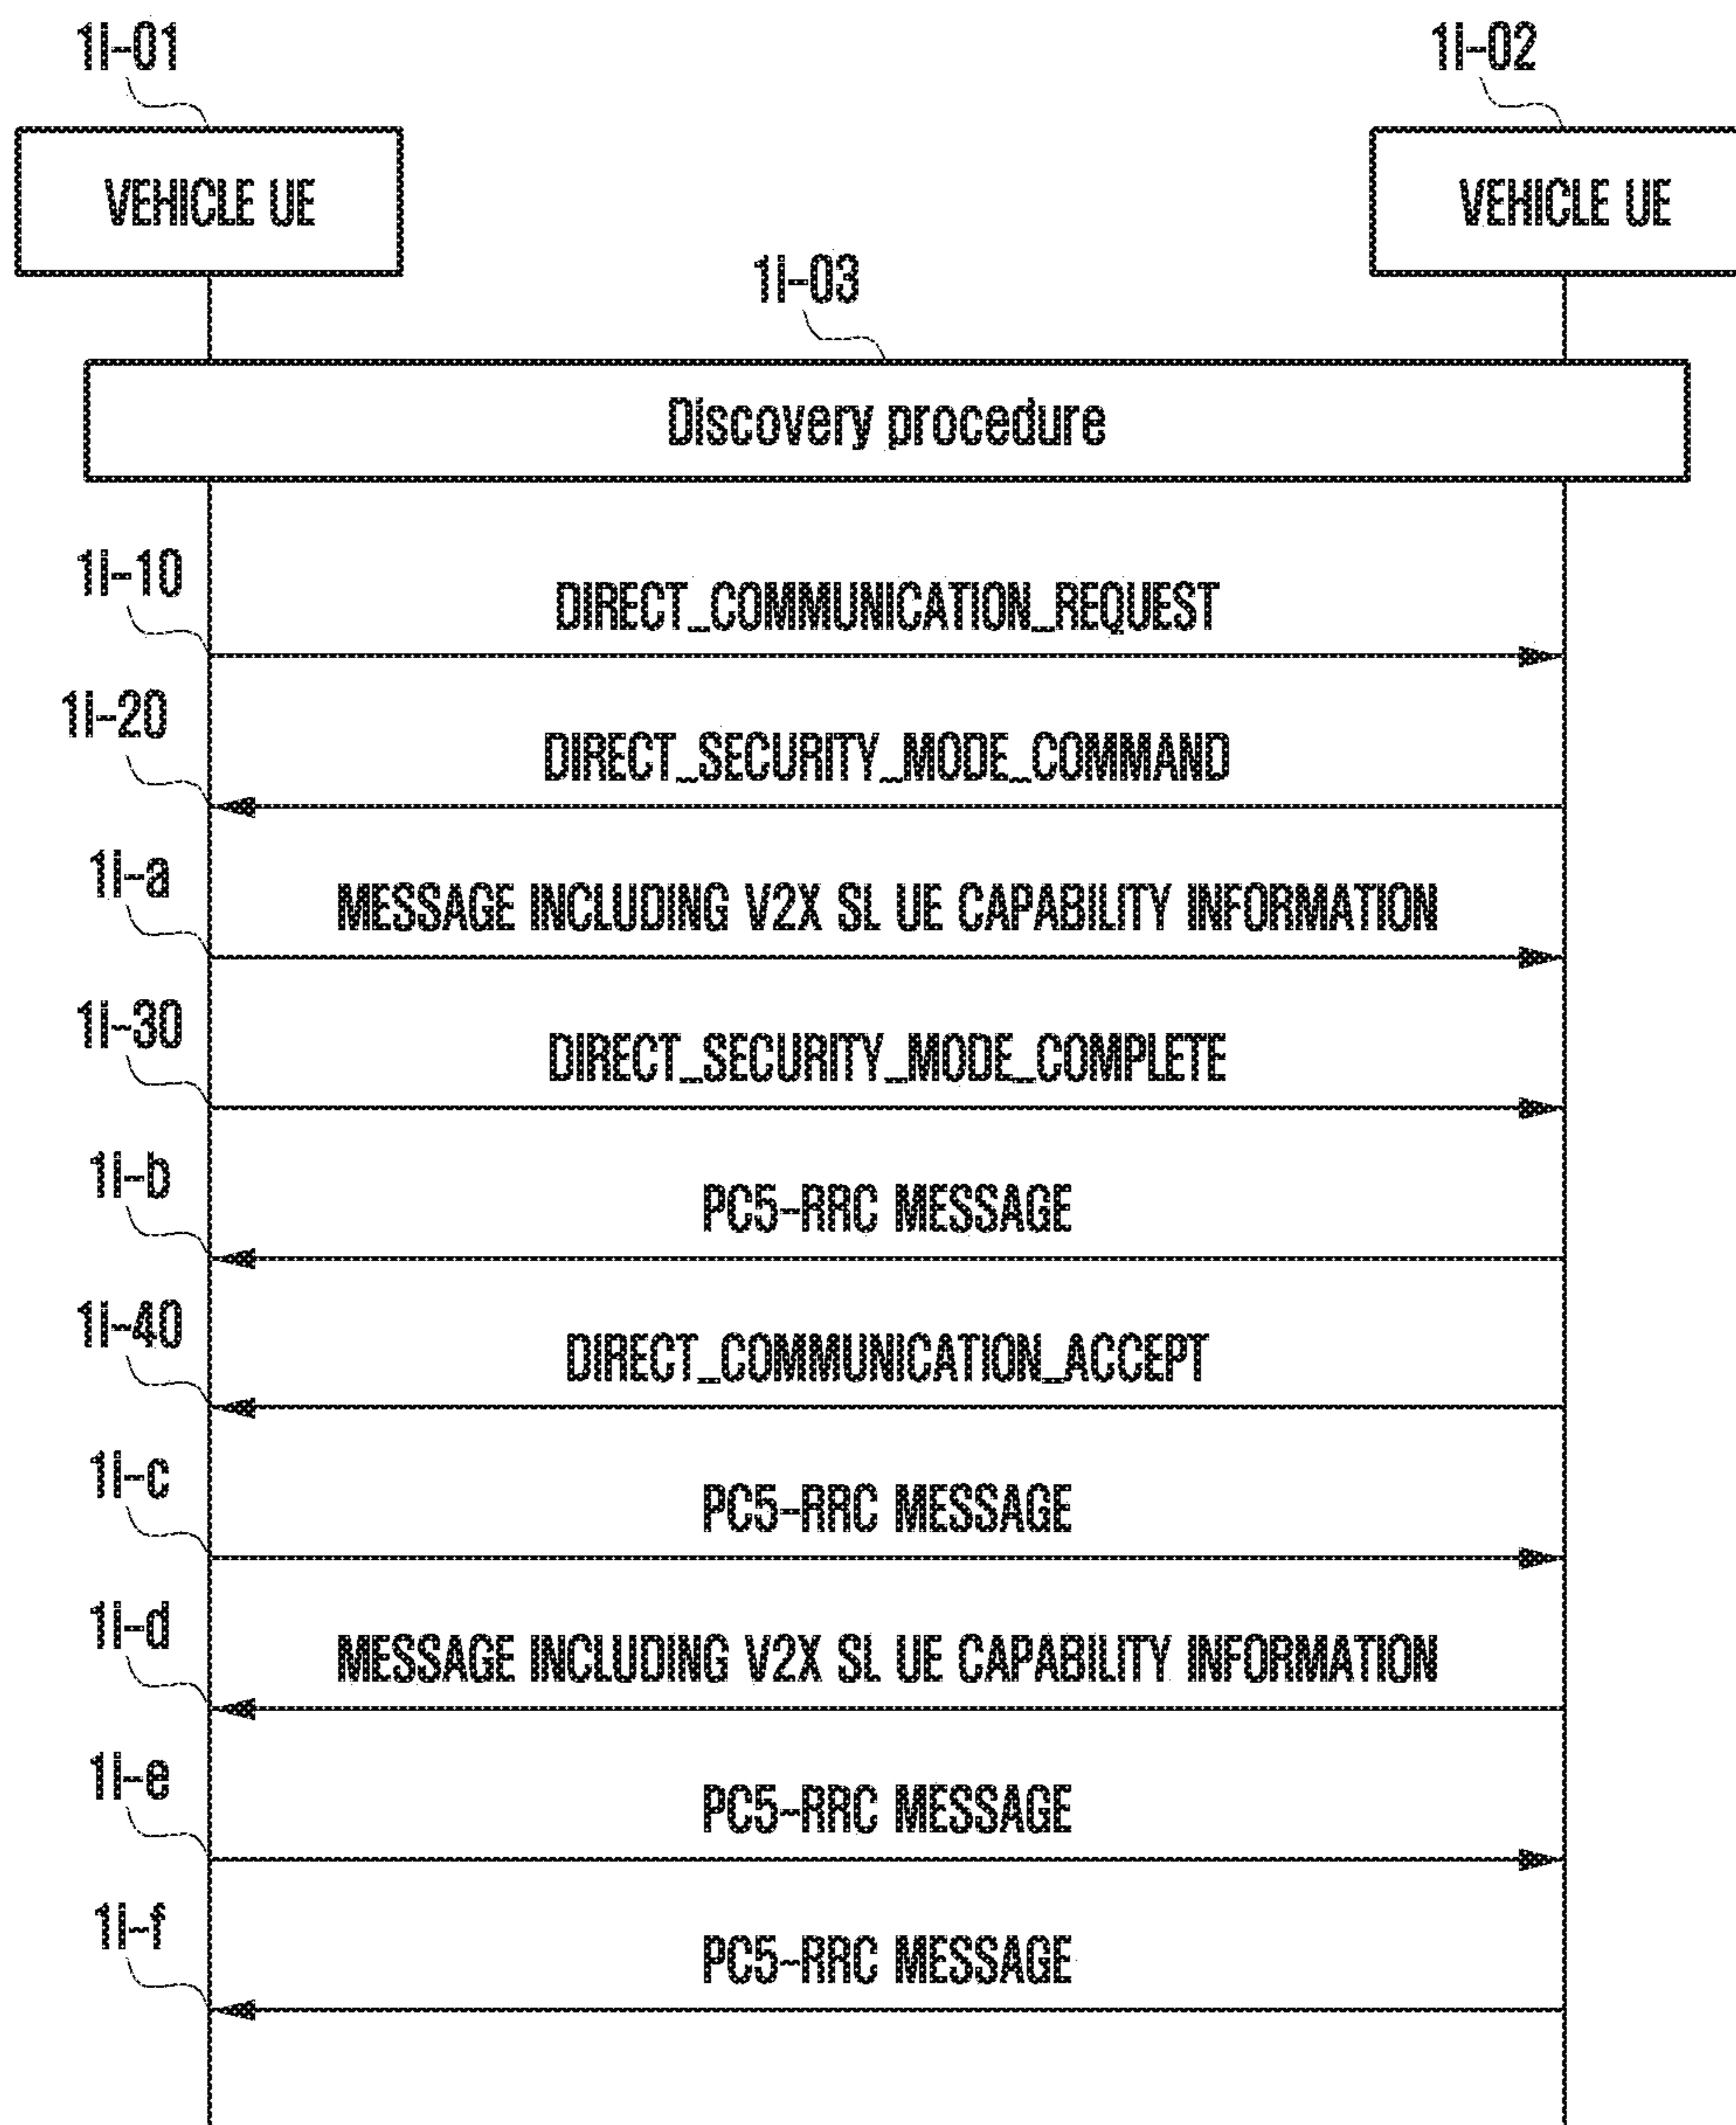 1i-01
1i-02
VEHICLE UE
VEHICLE UE
1i-03
Discovery procedure
1i-10
DIRECT_COMMUNICATION_REQUEST
1i-20
DIRECT_SECURITY_MODE_COMMAND
1i-a
MESSAGE INCLUDING V2X SL UE CAPABILITY INFORMATION
1i-30
DIRECT_SECURITY_MODE_COMPLETE
1i-b
PC5-RRC MESSAGE
1i-40
DIRECT_COMMUNICATION_ACCEPT
1i-c
PC5-RRC MESSAGE
1i-d
MESSAGE INCLUDING V2X SL UE CAPABILITY INFORMATION
1i-e
PC5-RRC MESSAGE
1i-f
PC5-RRC MESSAGE